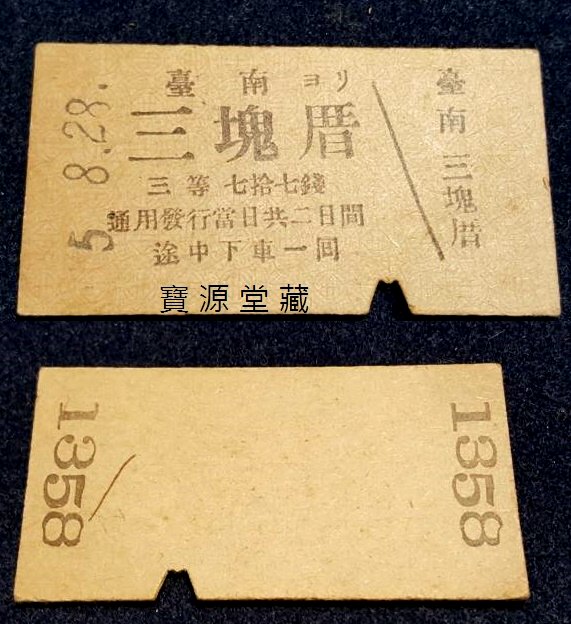 臺南ヨリ
三塊厝
三等七拾七錢
通用發行當日共二日間
途中下車一回
5 8.28.
臺南 三塊厝
寶源堂藏
1358
1358